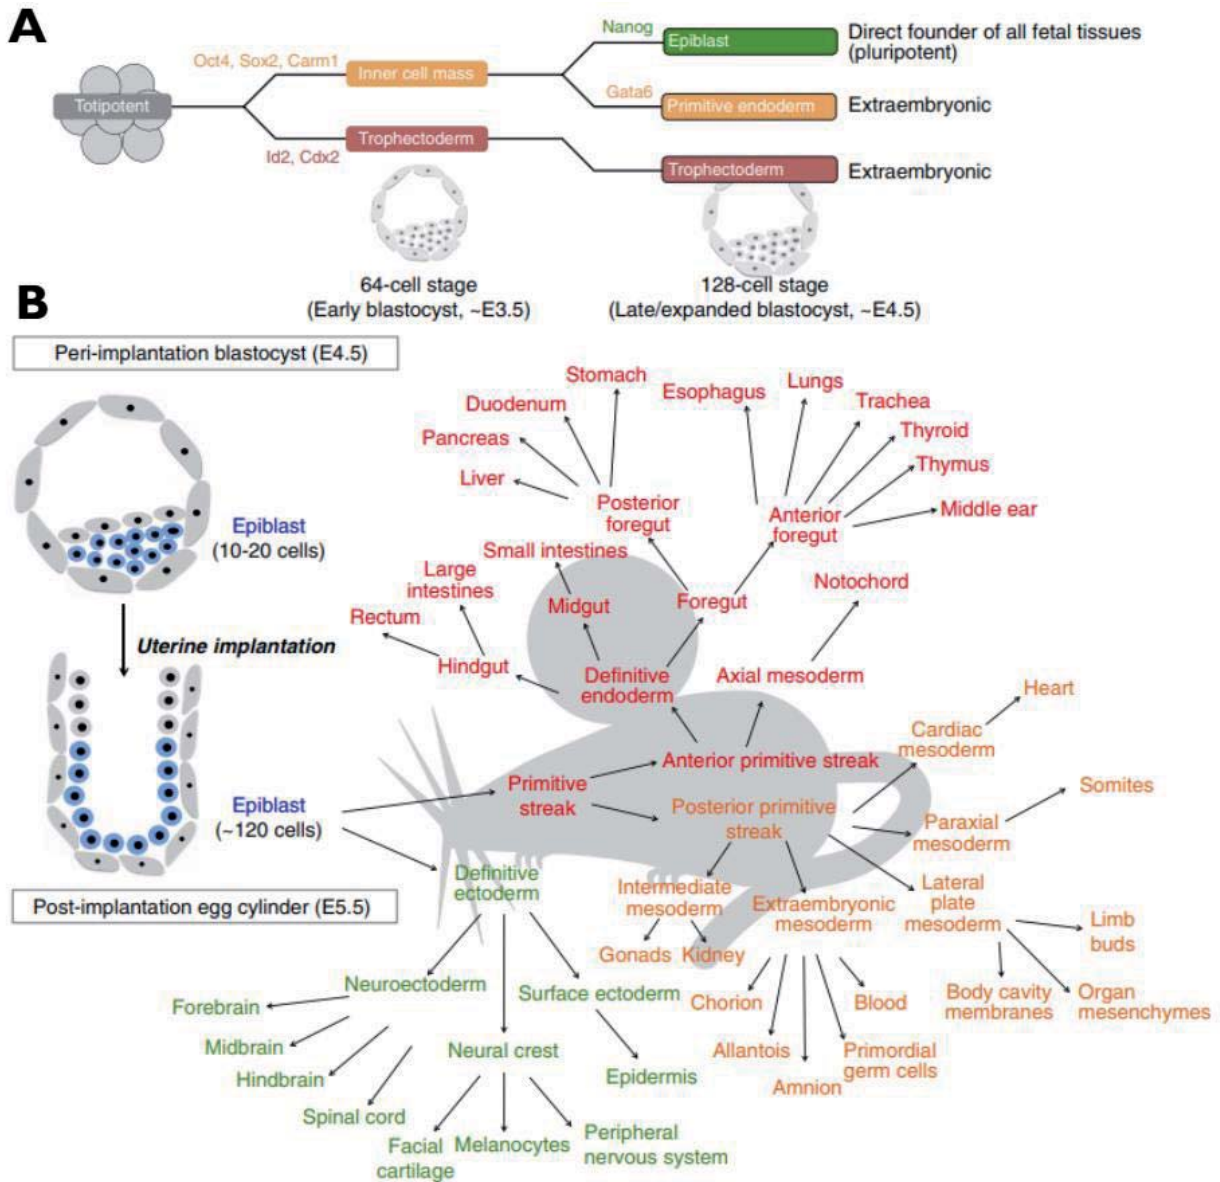 A
Nanog
Epiblast
Direct founder of all fetal tissues
(pluripotent)
Oct4, Sox2, Carm1
Inner cell mass
Totipotent
Gata6
Primitive endoderm
Extraembryonic
Id2, Cdx2
Trophectoderm
Trophectoderm
Extraembryonic
64-cell stage
(Early blastocyst, ~E3.5)
128-cell stage
(Late/expanded blastocyst, ~E4.5)
B
Peri-implantation blastocyst (E4.5)
Epiblast
(10-20 cells)
Uterine implantation
Epiblast
(~120 cells)
Post-implantation egg cylinder (E5.5)
Stomach
Duodenum
Pancreas
Liver
Posterior
foregut
Esophagus
Lungs
Trachea
Thyroid
Thymus
Middle ear
Anterior
foregut
Small intestines
Large
intestines
Rectum
Midgut
Foregut
Hindgut
Definitive
endoderm
Notochord
Axial mesoderm
Anterior primitive streak
Primitive
streak
Posterior primitive
streak
Heart
Cardiac
mesoderm
Somites
Paraxial
mesoderm
Lateral
plate
mesoderm
Limb
buds
Body cavity
membranes
Organ
mesenchymes
Intermediate
mesoderm
Gonads
Kidney
Extraembryonic
mesoderm
Chorion
Allantois
Amnion
Primordial
germ cells
Blood
Definitive
ectoderm
Neuroectoderm
Forebrain
Midbrain
Hindbrain
Spinal cord
Surface ectoderm
Epidermis
Neural crest
Facial
cartilage
Melanocytes
Peripheral
nervous system